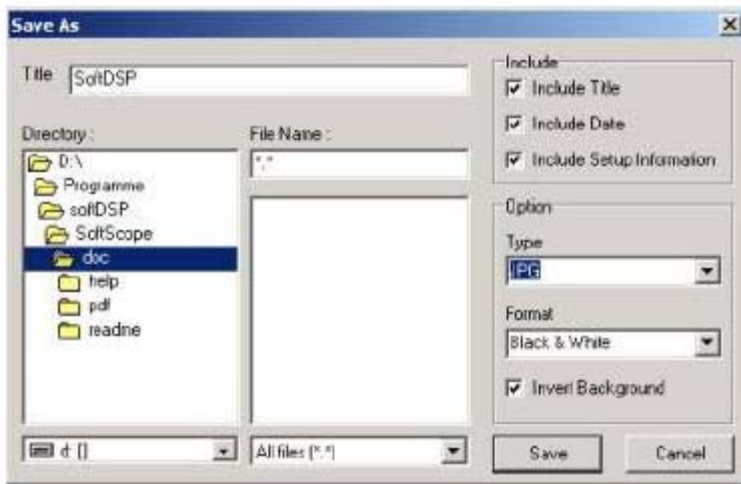 Save As
Title SoftDSP
Directory :
D:\
Programme
softDSP
SoftScope
doc
help
pdf
readme
d: []
File Name :
*.*
All files (*.*)
Include
Include Title
Include Date
Include Setup Information
Option
Type
JPG
Format
Black & White
Invert Background
Save
Cancel